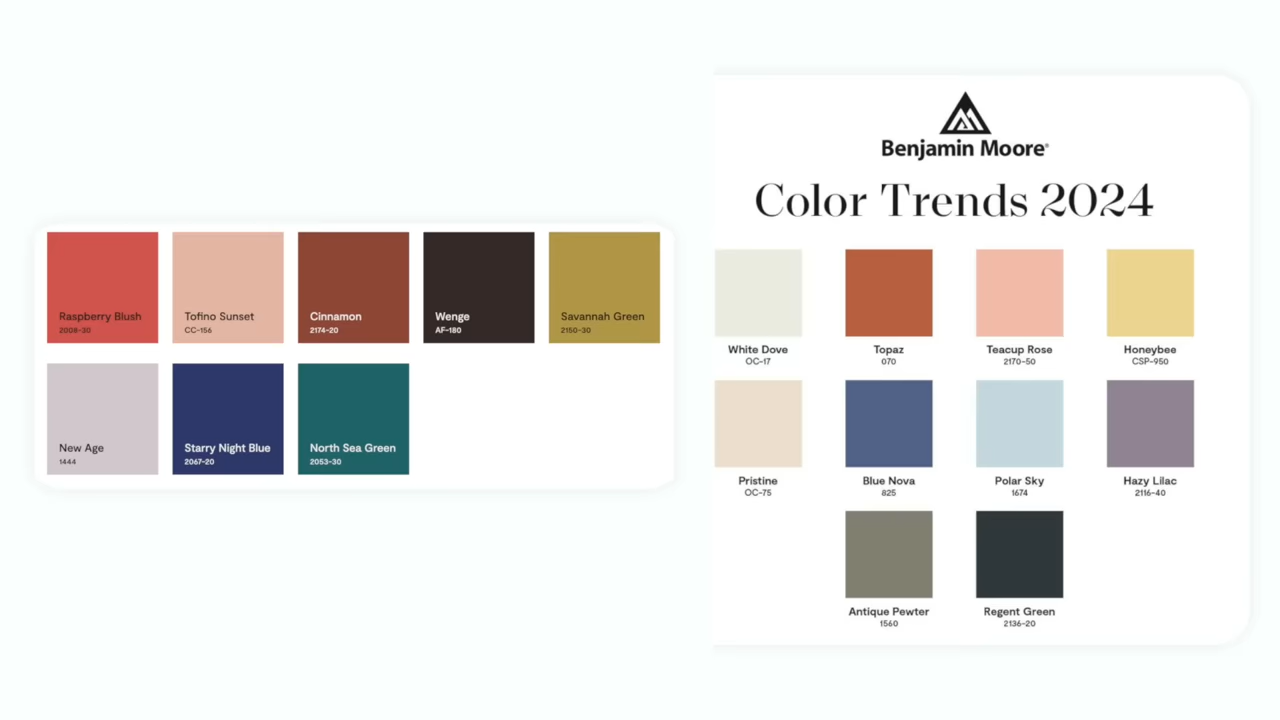 Raspberry Blush
2008-30
Tofino Sunset
CC-156
Cinnamon
2174-20
Wenge
AF-180
Savannah Green
2150-30
New Age
1444
Starry Night Blue
2067-20
North Sea Green
2053-30
Benjamin Moore®
Color Trends 2024
White Dove
OC-17
Topaz
070
Teacup Rose
2170-50
Honeybee
CSP-950
Pristine
OC-75
Blue Nova
825
Polar Sky
1674
Hazy Lilac
2116-40
Antique Pewter
1560
Regent Green
2136-20